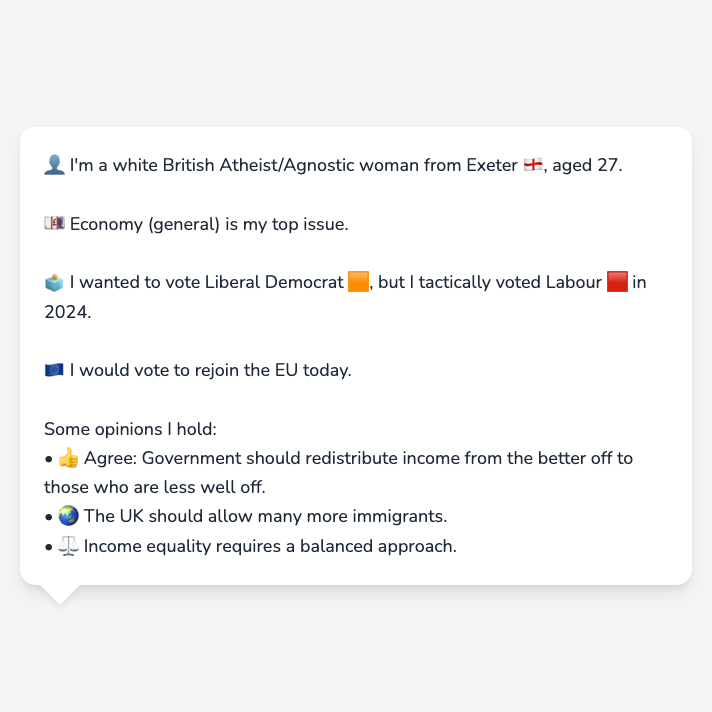 👤 I'm a white British Atheist/Agnostic woman from Exeter 🏴󠁧󠁢󠁥󠁮󠁧󠁿, aged 27.
💷 Economy (general) is my top issue.
🗳️ I wanted to vote Liberal Democrat 🟧, but I tactically voted Labour 🟥 in
2024.
🇪🇺 I would vote to rejoin the EU today.
Some opinions I hold:
• 👍 Agree: Government should redistribute income from the better off to
those who are less well off.
• 🌏 The UK should allow many more immigrants.
• ⚖️ Income equality requires a balanced approach.